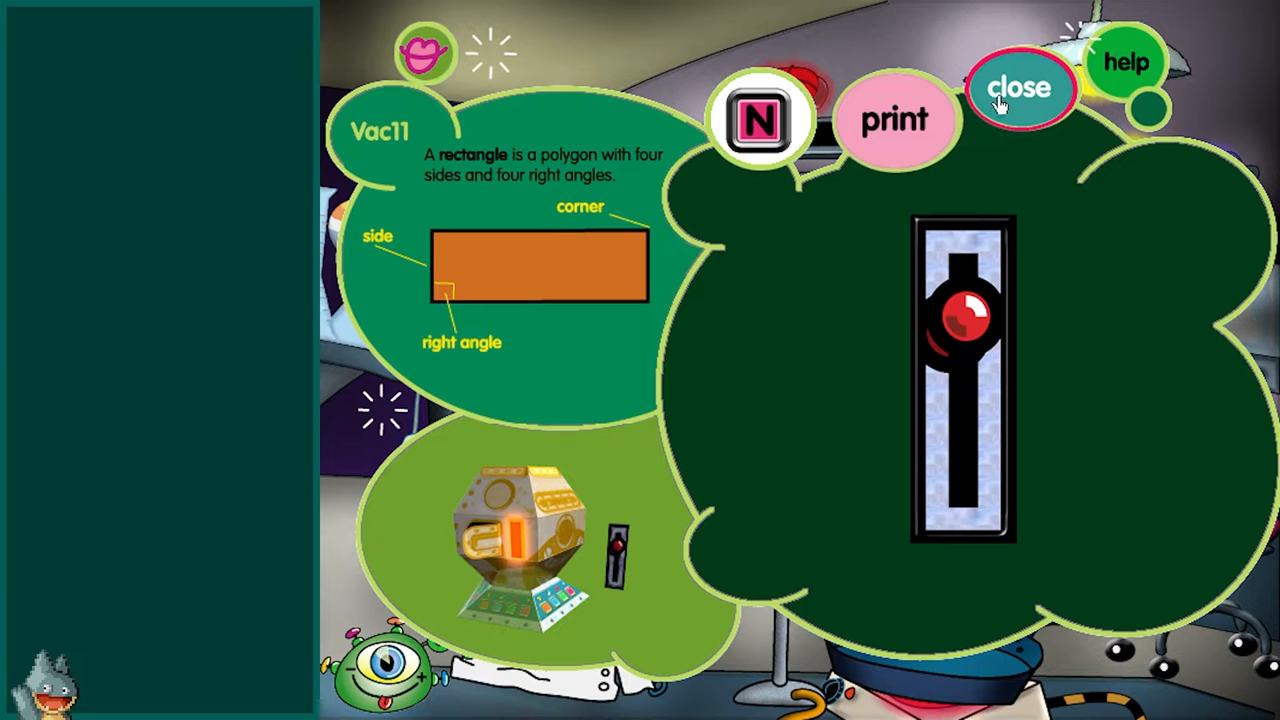 Vac11
A rectangle is a polygon with four
sides and four right angles.
corner
side
right angle
N
print
close
help